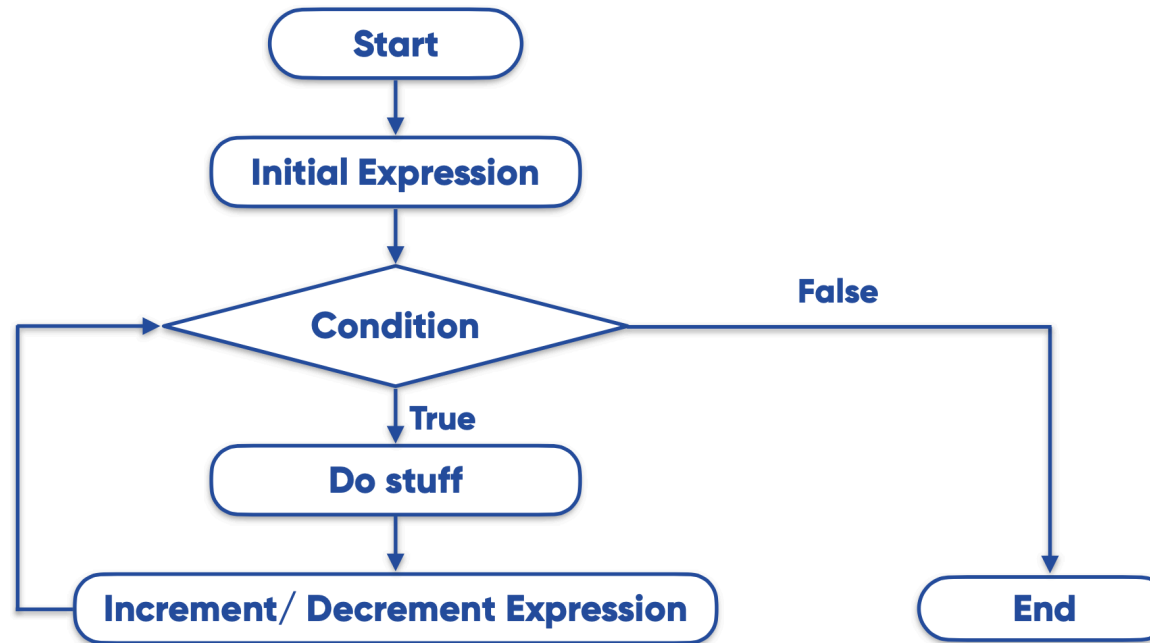 Start
Initial Expression
Condition
False
True
Do stuff
Increment/ Decrement Expression
End